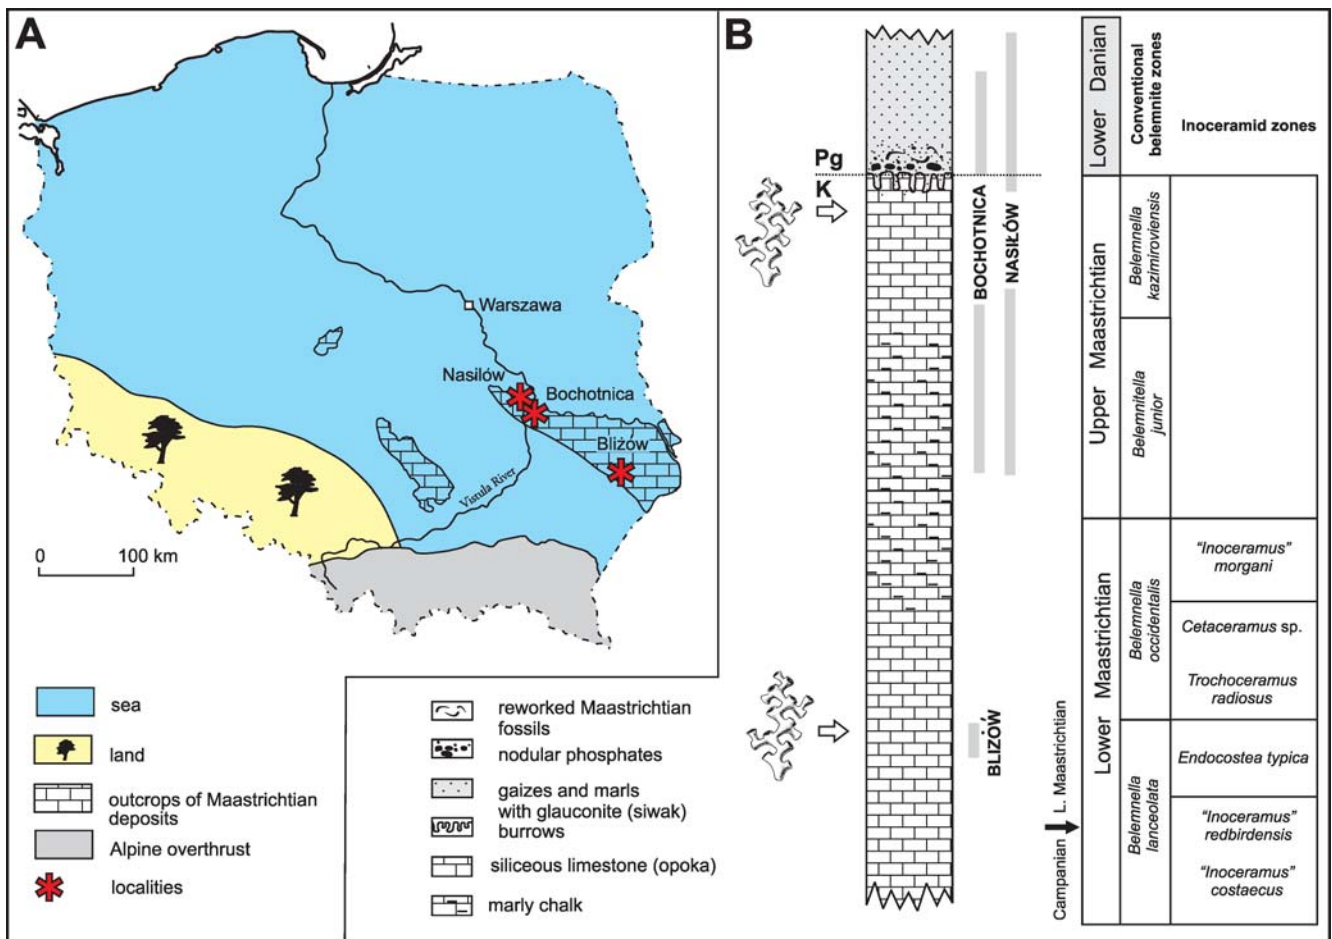 A
Warszawa
Nasilów
Bochotnica
Bliżów
Vistula River
0 100 km
sea
land
outcrops of Maastrichtian
deposits
Alpine overthrust
localities
reworked Maastrichtian
fossils
nodular phosphates
gaizes and marls
with glauconite (siwak)
burrows
siliceous limestone (opoka)
marly chalk
B
Pg
K
BOCHOTNICA
NASIŁÓW
BLIŻÓW
Campanian
L. Maastrichtian
Lower Danian
Upper Maastrichtian
Lower Maastrichtian
Conventional
belemnite zones
Belemnella
kazimiroviensis
Belemnitella
junior
Belemnella
occidentalis
Belemnella
lanceolata
Inoceramid zones
“Inoceramus”
morgani
Cetaceramus sp.
Trochoceramus
radiosus
Endocostea typica
“Inoceramus”
redbirdensis
“Inoceramus”
costaecus